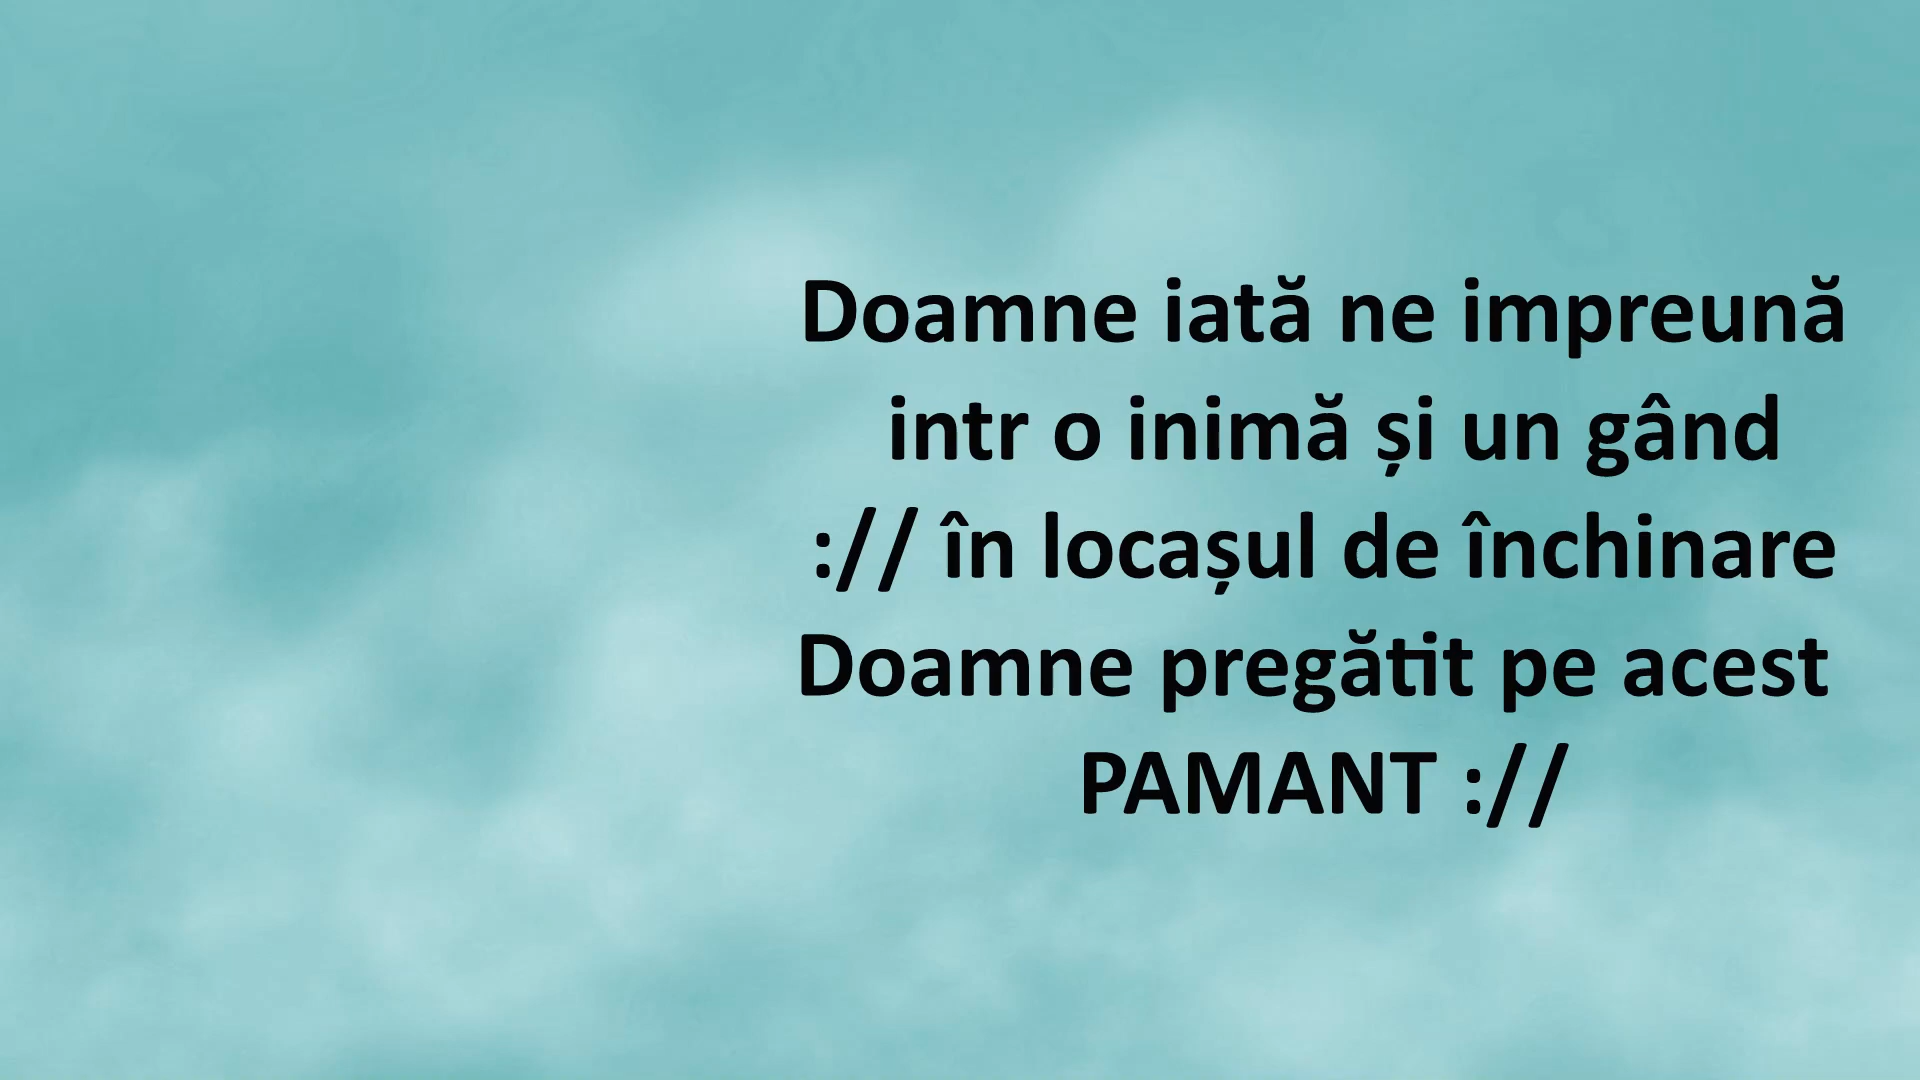 Doamne iată ne impreună
intr o inimă și un gând
:// în locașul de închinare
Doamne pregătit pe acest
PAMANT ://